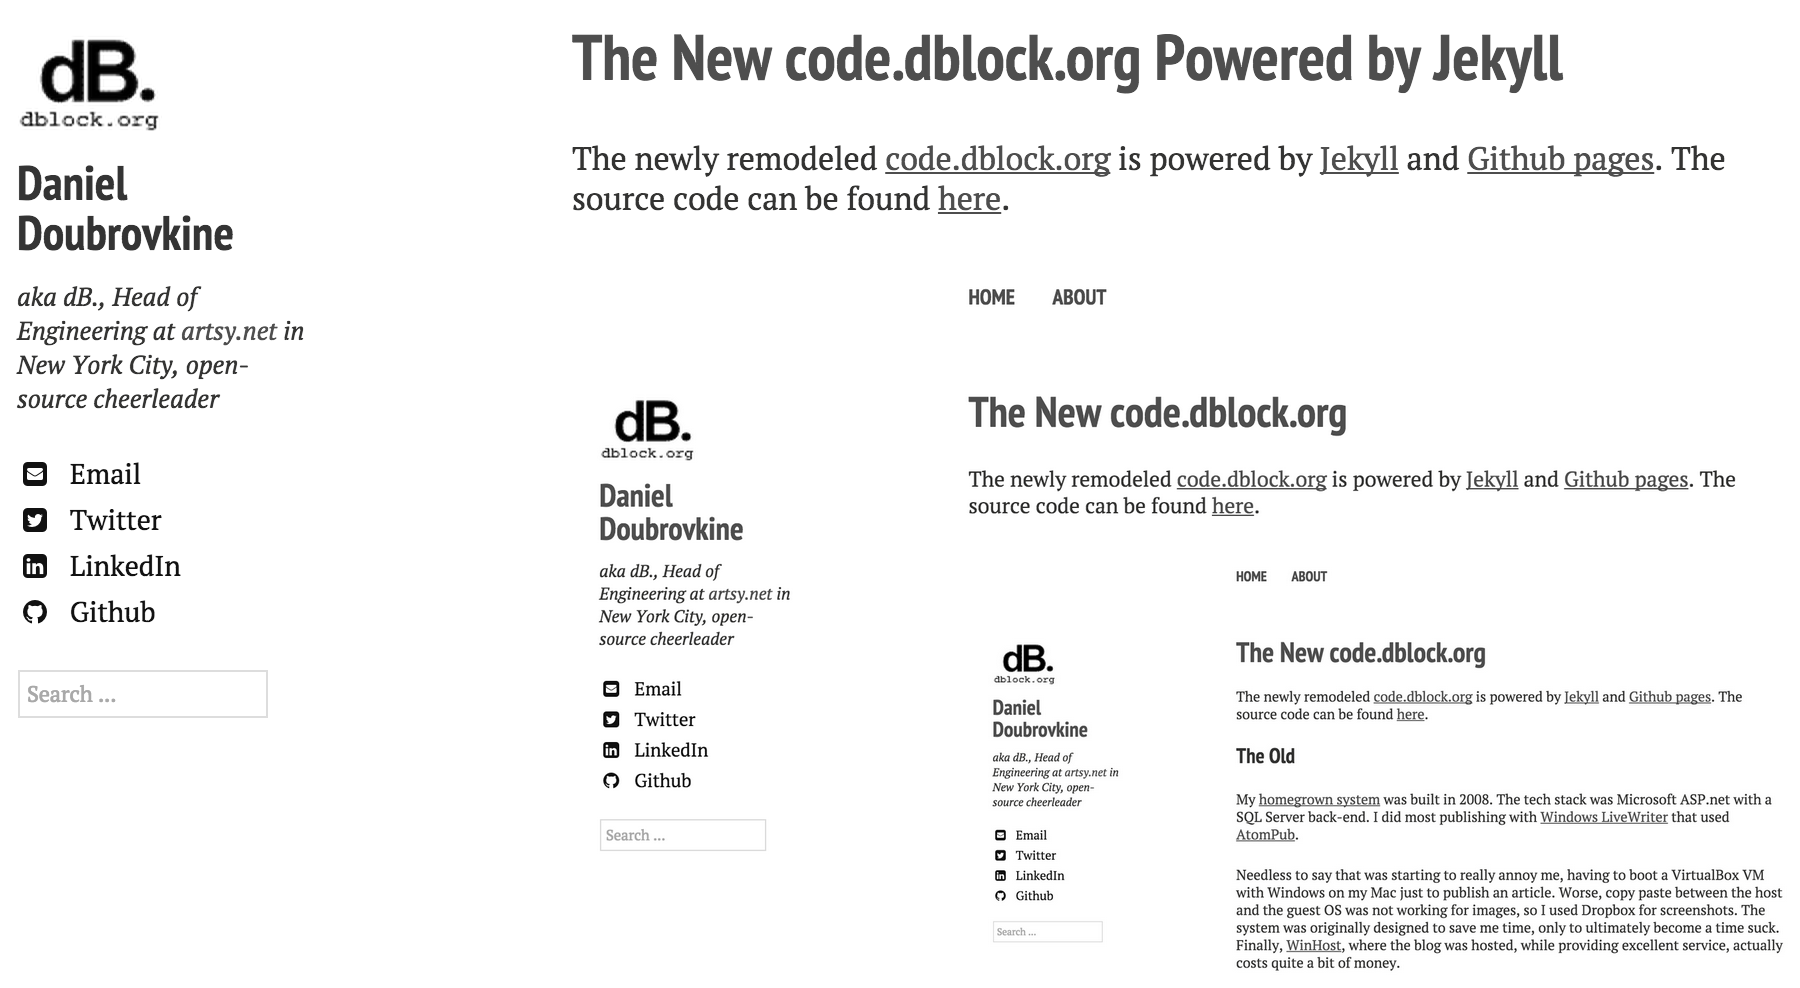 dB.
dblock.org
Daniel
Doubrovkine
aka dB., Head of
Engineering at artsy.net in
New York City, open-
source cheerleader
Email
Twitter
LinkedIn
Github
Search ...
The New code.dblock.org Powered by Jekyll
The newly remodeled code.dblock.org is powered by Jekyll and Github pages. The
source code can be found here.
HOME ABOUT
dB.
dblock.org
Daniel
Doubrovkine
aka dB., Head of
Engineering at artsy.net in
New York City, open-
source cheerleader
Email
Twitter
LinkedIn
Github
Search ...
The New code.dblock.org
The newly remodeled code.dblock.org is powered by Jekyll and Github pages. The
source code can be found here.
HOME ABOUT
dB.
dblock.org
Daniel
Doubrovkine
aka dB., Head of
Engineering at artsy.net in
New York City, open-
source cheerleader
Email
Twitter
LinkedIn
Github
Search ...
The New code.dblock.org
The newly remodeled code.dblock.org is powered by Jekyll and Github pages. The
source code can be found here.
The Old
My homegrown system was built in 2008. The tech stack was Microsoft ASP.net with a
SQL Server back-end. I did most publishing with Windows LiveWriter that used
AtomPub.
Needless to say that was starting to really annoy me, having to boot a VirtualBox VM
with Windows on my Mac just to publish an article. Worse, copy paste between the host
and the guest OS was not working for images, so I used Dropbox for screenshots. The
system was originally designed to save me time, only to ultimately become a time suck.
Finally, WinHost, where the blog was hosted, while providing excellent service, actually
costs quite a bit of money.